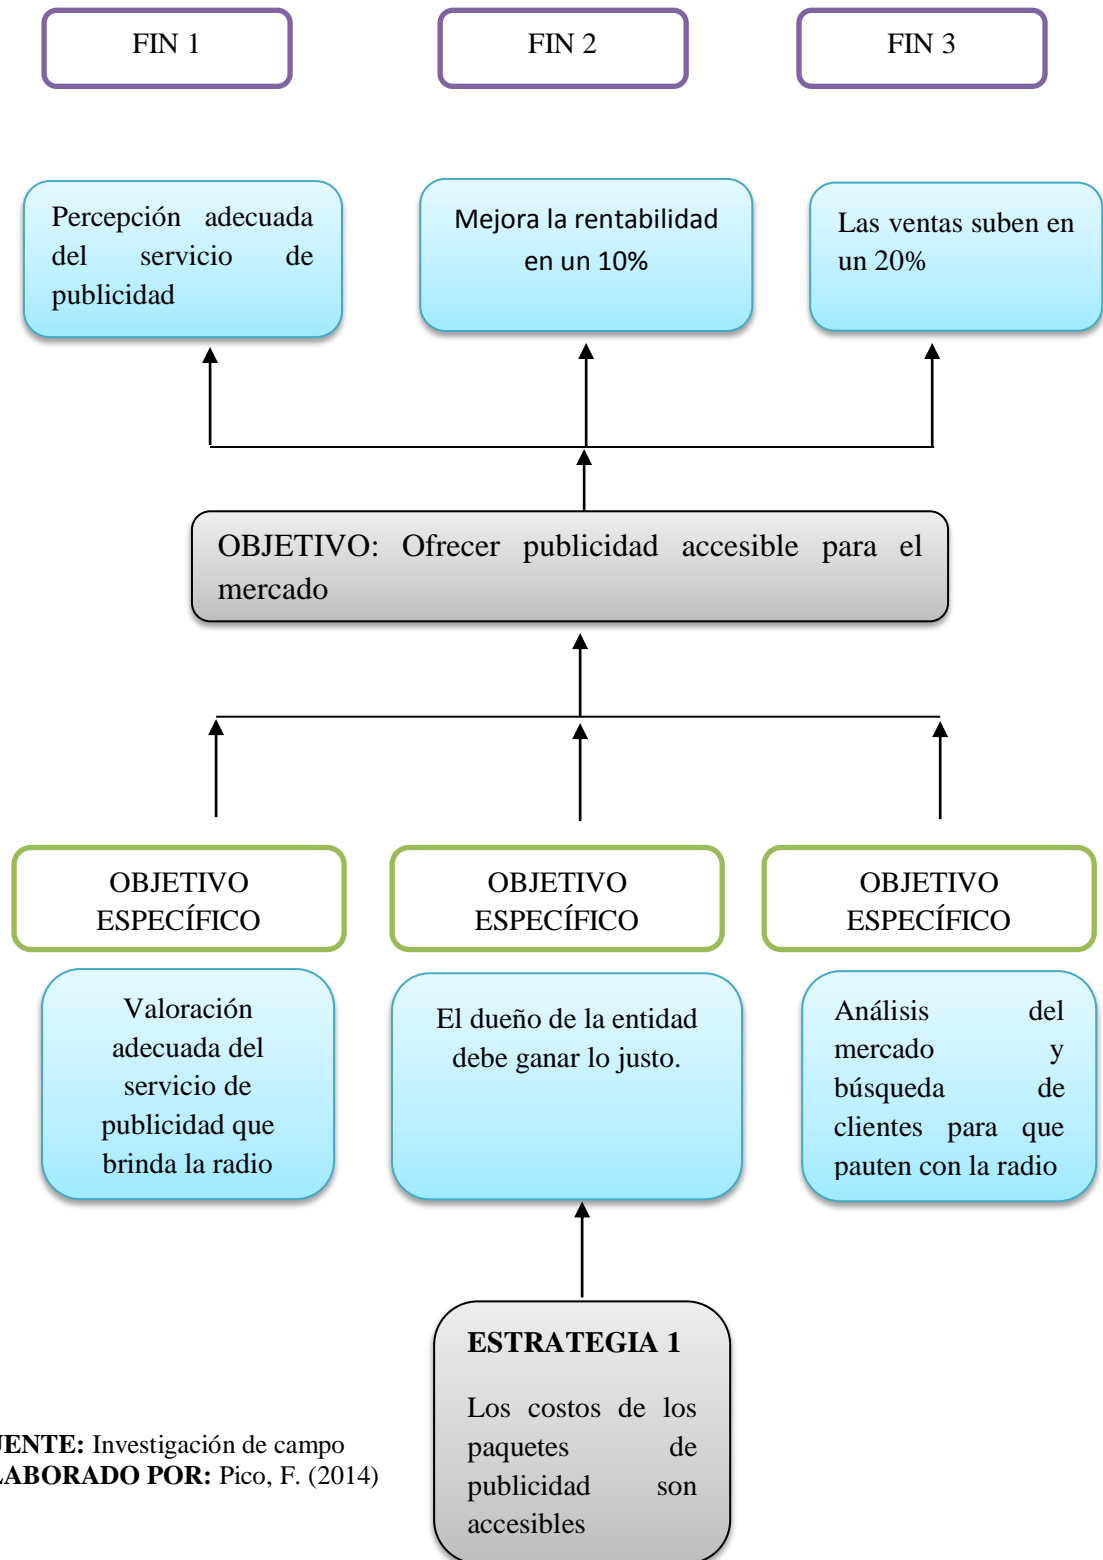 FIN 1
FIN 2
FIN 3
Percepción adecuada
del servicio de
publicidad
Mejora la rentabilidad
en un 10%
Las ventas suben en
un 20%
OBJETIVO: Ofrecer publicidad accesible para el
mercado
OBJETIVO
ESPECÍFICO
OBJETIVO
ESPECÍFICO
OBJETIVO
ESPECÍFICO
Valoración
adecuada del
servicio de
publicidad que
brinda la radio
El dueño de la entidad
debe ganar lo justo.
Análisis del
mercado y
búsqueda de
clientes para que
pauten con la radio
ESTRATEGIA 1
Los costos de los
paquetes de
publicidad son
accesibles
UENTE: Investigación de campo
LABORADO POR: Pico, F. (2014)